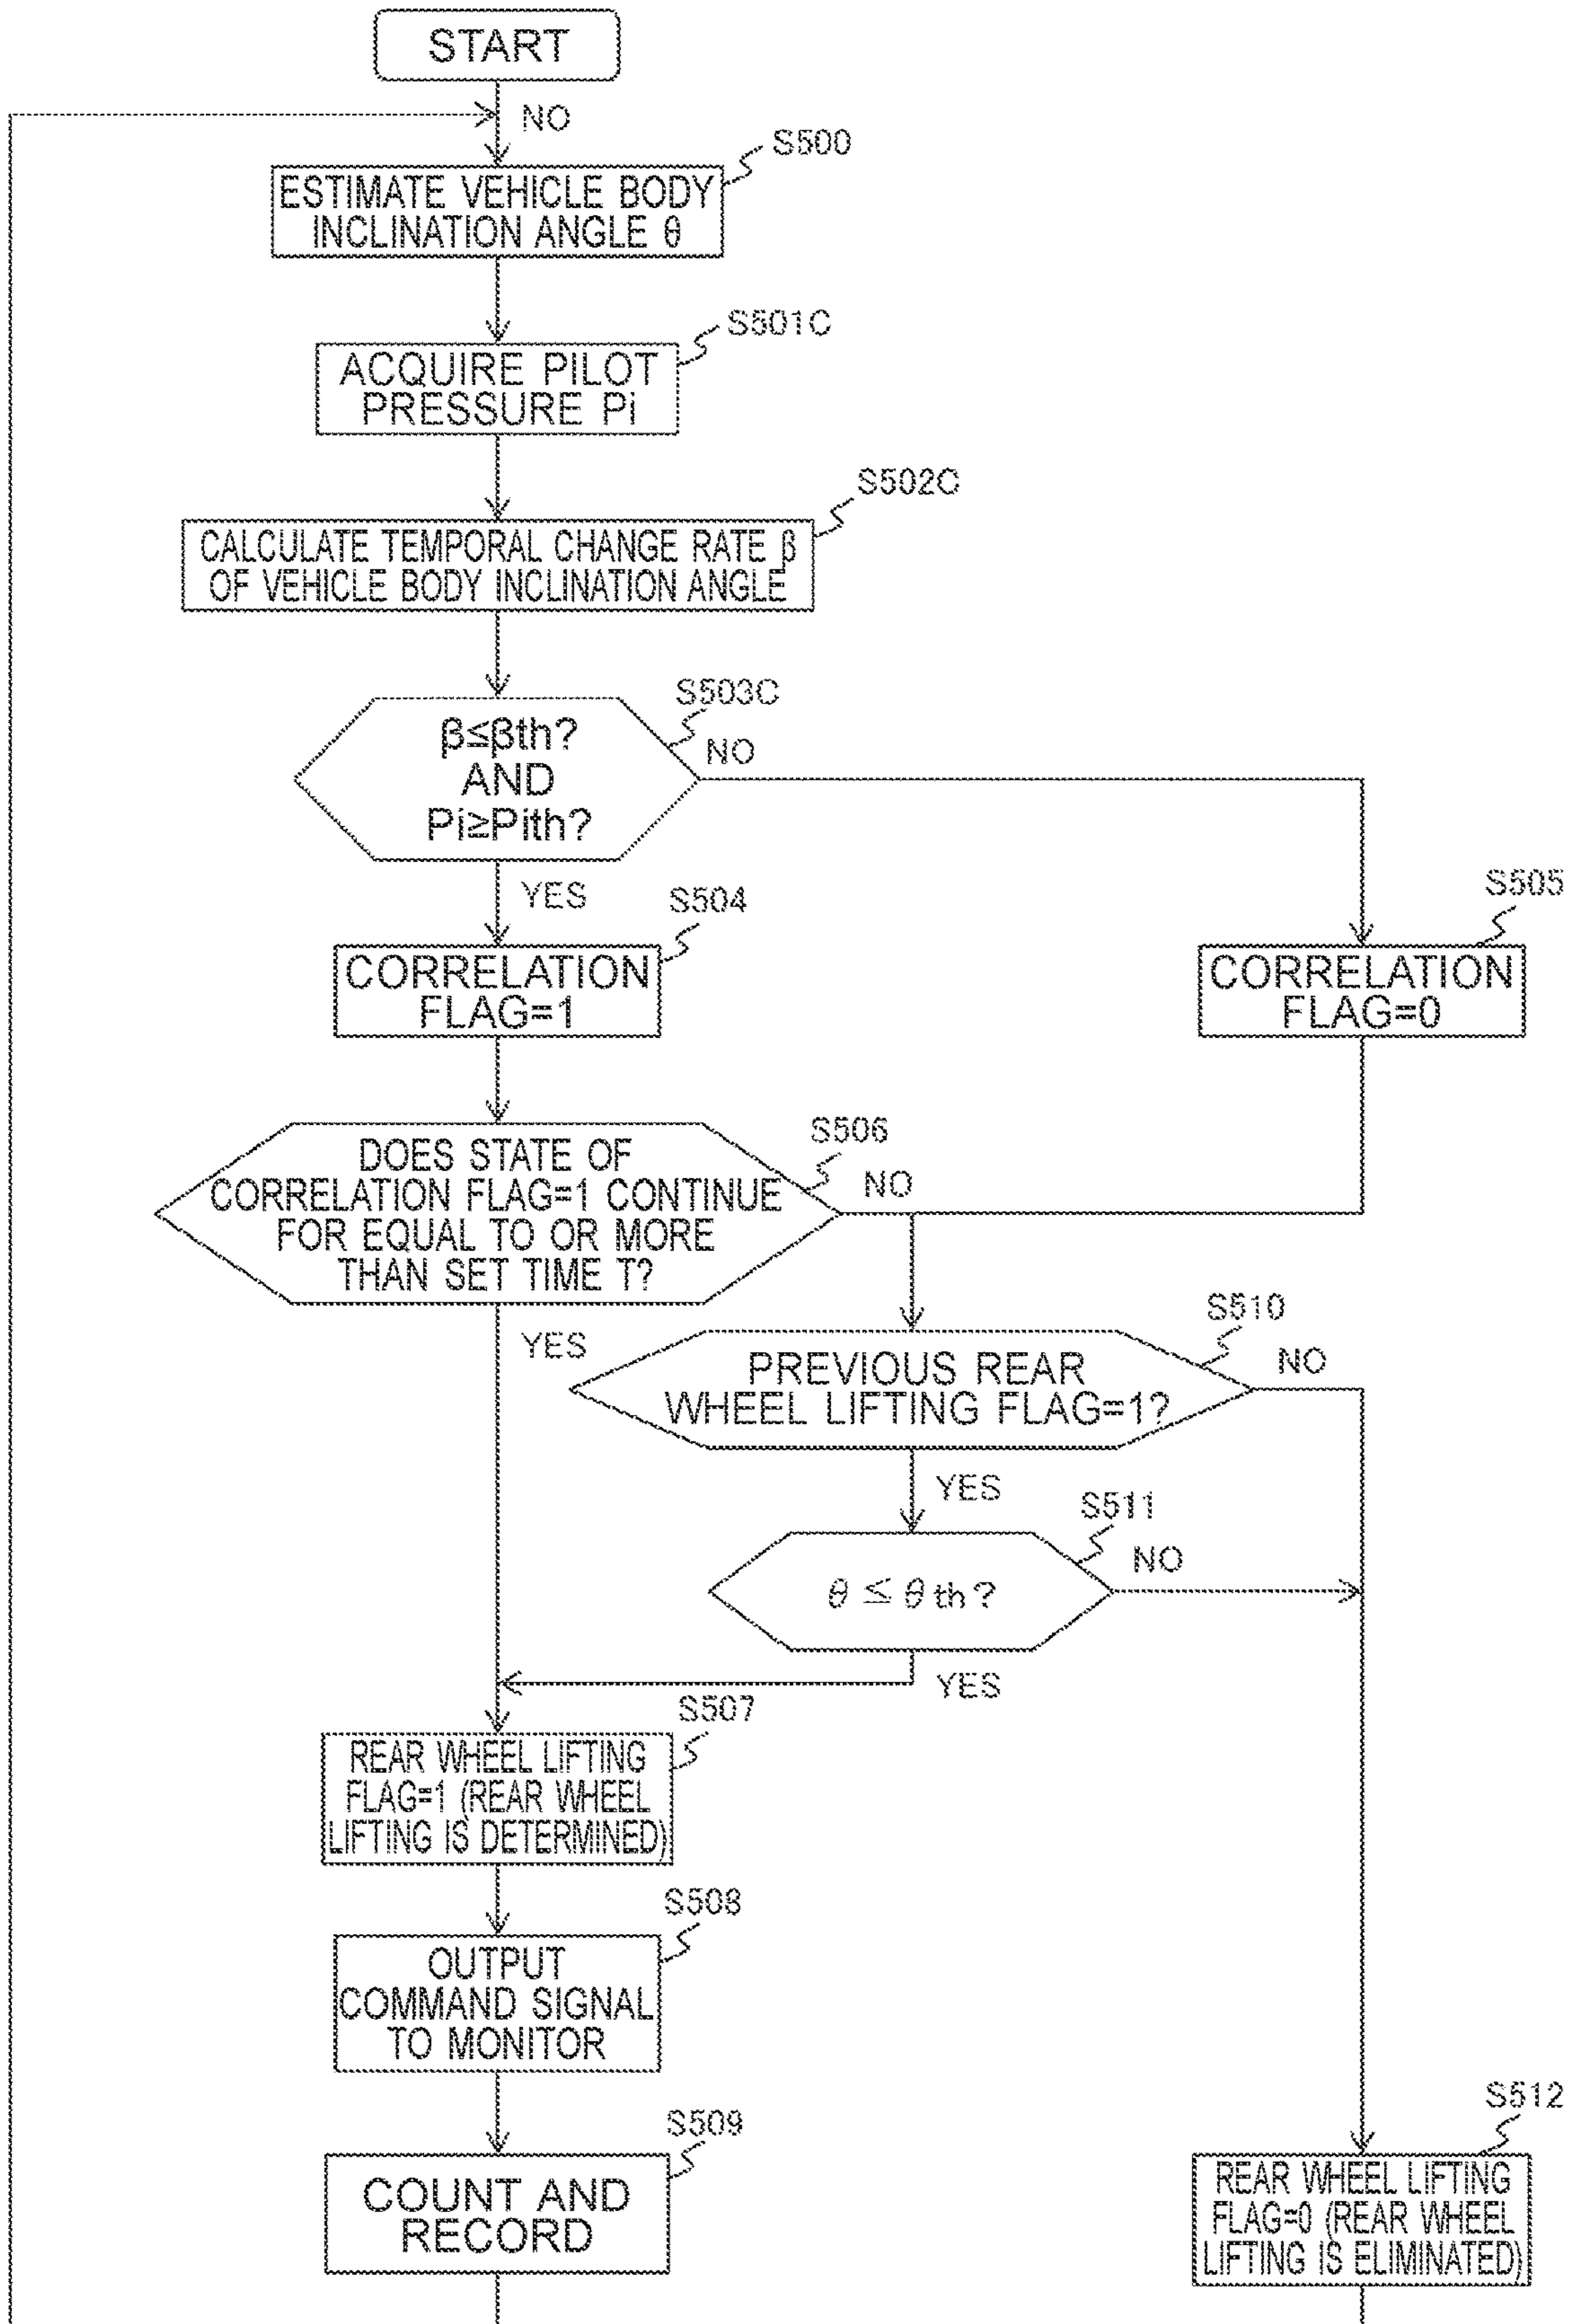 START
NO
S500
ESTIMATE VEHICLE BODY
INCLINATION ANGLE θ
S501C
ACQUIRE PILOT
PRESSURE Pi
S502C
CALCULATE TEMPORAL CHANGE RATE β
OF VEHICLE BODY INCLINATION ANGLE
S503C
β≤βth?
AND
Pi≥Pith?
NO
YES
S504
CORRELATION
FLAG=1
S505
CORRELATION
FLAG=0
S506
DOES STATE OF
CORRELATION FLAG=1 CONTINUE
FOR EQUAL TO OR MORE
THAN SET TIME T?
NO
YES
S510
PREVIOUS REAR
WHEEL LIFTING FLAG=1?
NO
YES
S511
θ ≤ θth?
NO
YES
S507
REAR WHEEL LIFTING
FLAG=1 (REAR WHEEL
LIFTING IS DETERMINED)
S508
OUTPUT
COMMAND SIGNAL
TO MONITOR
S509
COUNT AND
RECORD
S512
REAR WHEEL LIFTING
FLAG=0 (REAR WHEEL
LIFTING IS ELIMINATED)